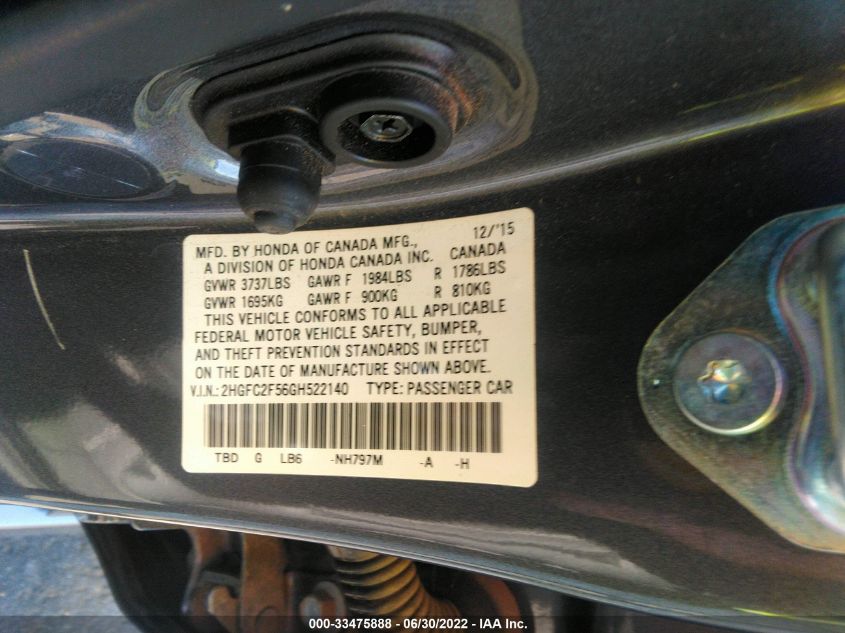 MFD. BY HONDA OF CANADA MFG., 12/'15
A DIVISION OF HONDA CANADA INC. CANADA
GVWR 3737LBS GAWR F 1984LBS R 1786LBS
GVWR 1695KG GAWR F 900KG R 810KG
THIS VEHICLE CONFORMS TO ALL APPLICABLE
FEDERAL MOTOR VEHICLE SAFETY, BUMPER,
AND THEFT PREVENTION STANDARDS IN EFFECT
ON THE DATE OF MANUFACTURE SHOWN ABOVE.
V.I.N.: 2HGFC2F56GH522140 TYPE: PASSENGER CAR
TBD G LB6 -NH797M -A -H
000-33475888 - 06/30/2022 - IAA Inc.